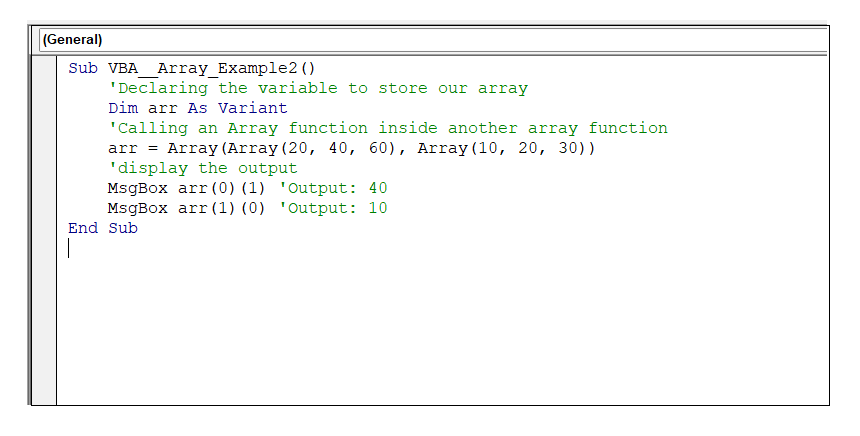 (General)
Sub VBA__Array_Example2()
'Declaring the variable to store our array
Dim arr As Variant
'Calling an Array function inside another array function
arr = Array(Array(20, 40, 60), Array(10, 20, 30))
'display the output
MsgBox arr(0)(1) 'Output: 40
MsgBox arr(1)(0) 'Output: 10
End Sub